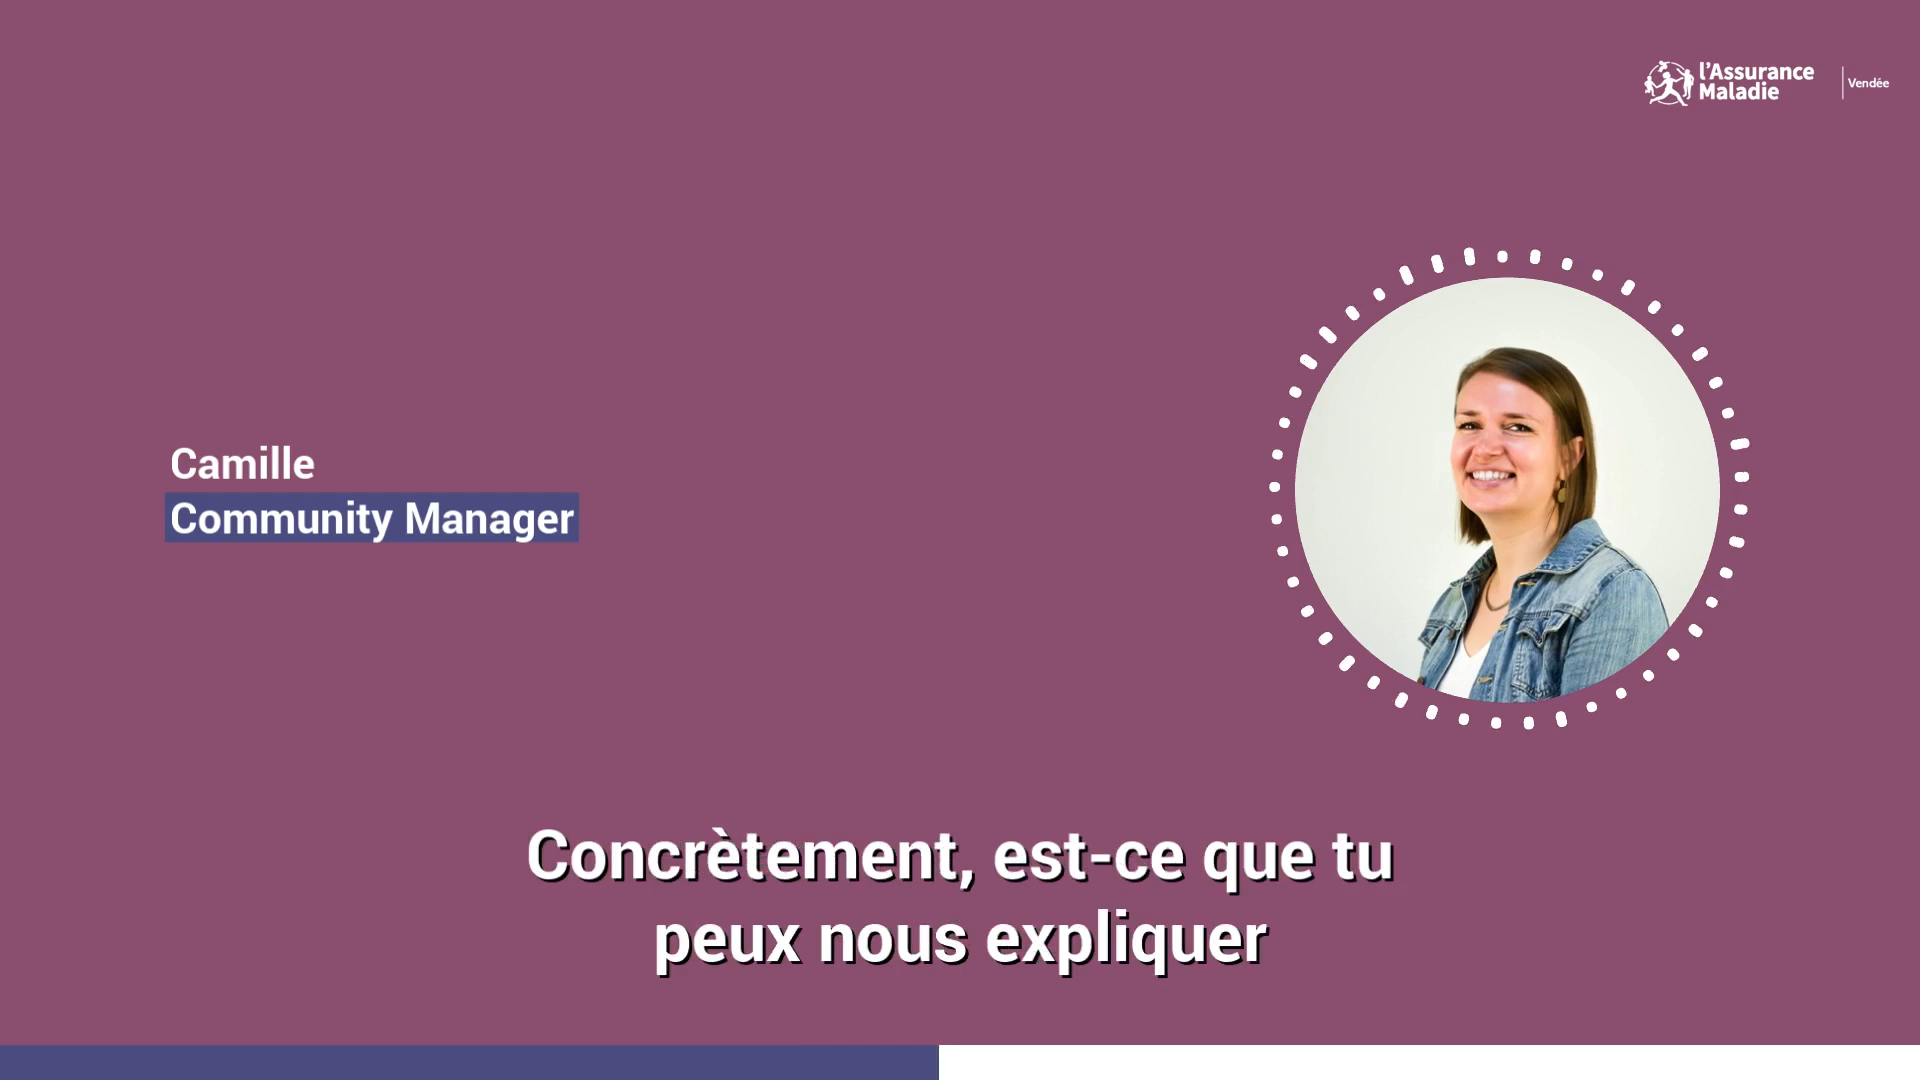 l'Assurance
Maladie
Vendée
Camille
Community Manager
Concrètement, est-ce que tu
peux nous expliquer